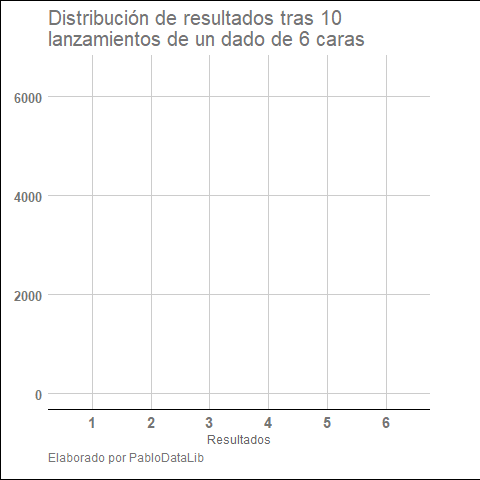 Distribución de resultados tras 10
lanzamientos de un dado de 6 caras
6000
4000
2000
0
1 2 3 4 5 6
Resultados
Elaborado por PabloDataLib